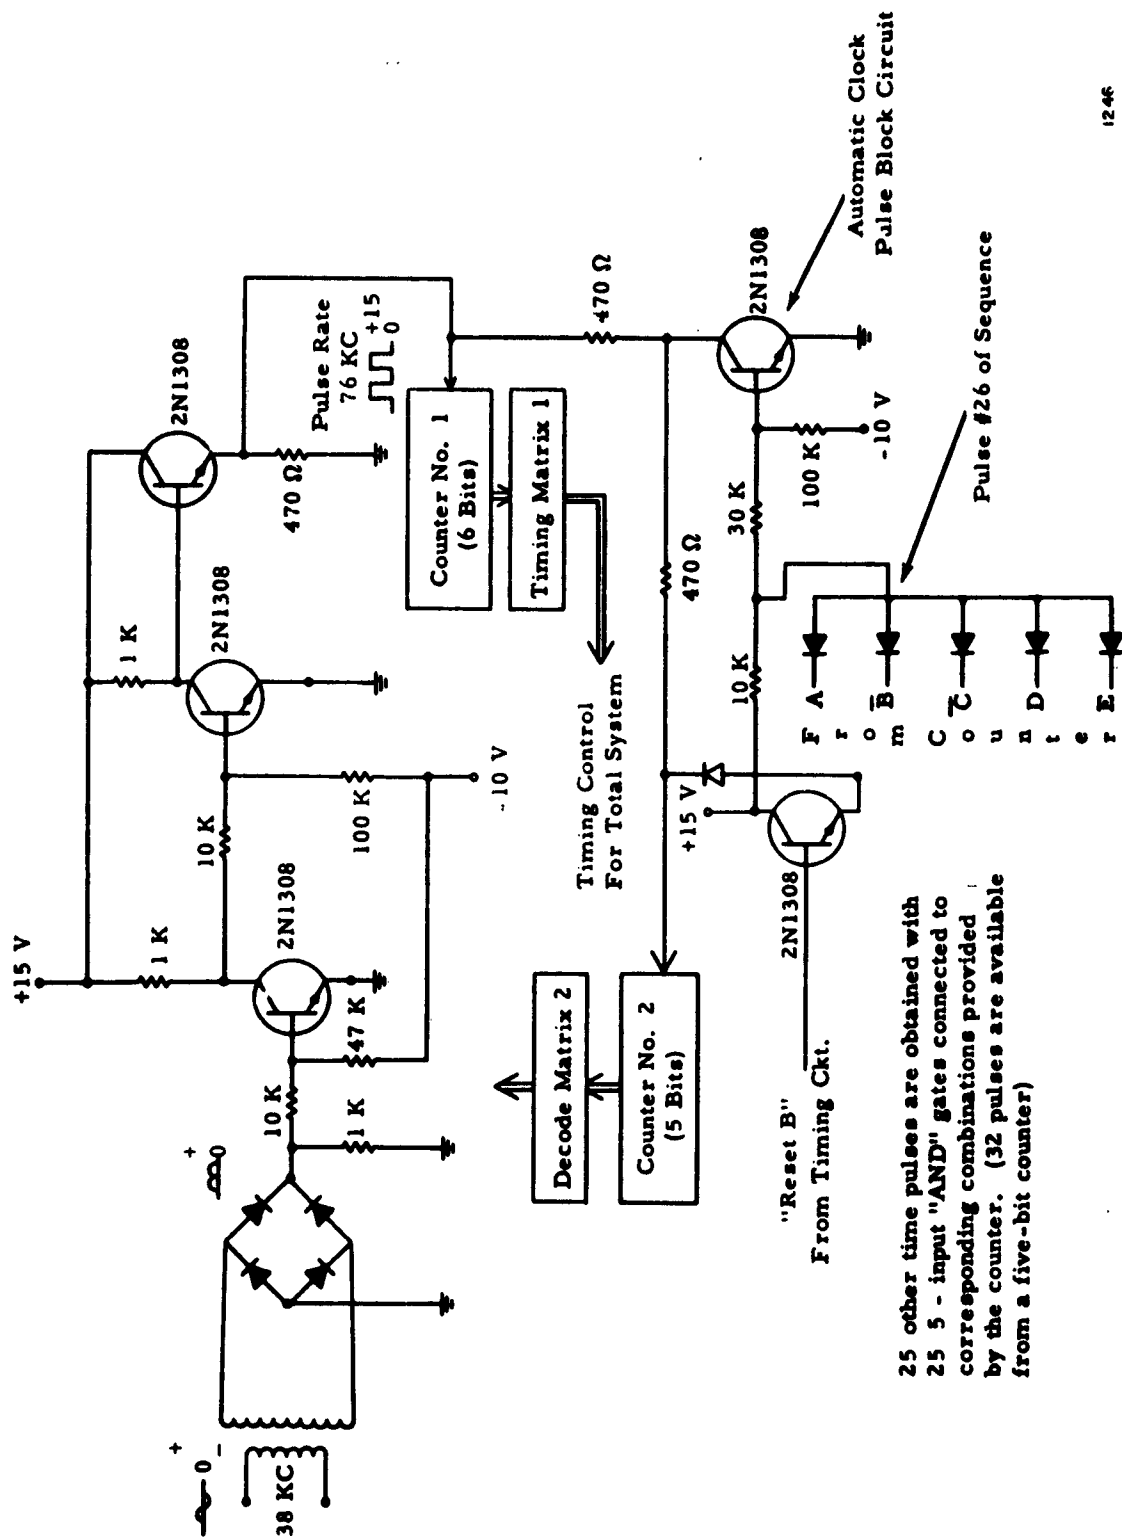 +15 V
1 K
1 K
2N1308
2N1308
2N1308
10 K
10 K
47 K
1 K
100 K
-10 V
470 Ω
Pulse Rate
76 KC
+15
0
+
0
-
38 KC
+
0
Counter No. 1
(6 Bits)
Timing Matrix 1
Timing Control
For Total System
470 Ω
470 Ω
Decode Matrix 2
Counter No. 2
(5 Bits)
+15 V
2N1308
"Reset B"
From Timing Ckt.
10 K
30 K
100 K
-10 V
2N1308
Automatic Clock
Pulse Block Circuit
Pulse #26 of Sequence
From Counter
A
B̅
C̅
D
E
25 other time pulses are obtained with
25 5 - input "AND" gates connected to
corresponding combinations provided
by the counter. (32 pulses are available
from a five-bit counter)
1246